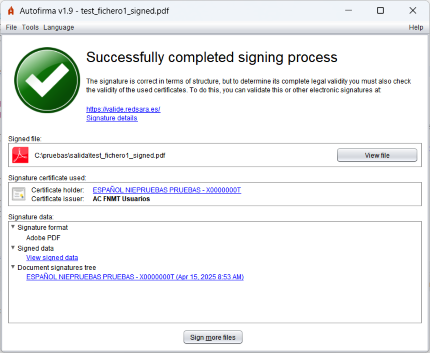 Autofirma v1.9 - test_fichero1_signed.pdf
File Tools Language Help
Successfully completed signing process
The signature is correct in terms of structure, but to determine its complete legal validity you must also check
the validity of the used certificates. To do this, you can validate this or other electronic signatures at:
https://valide.redsara.es/
Signature details
Signed file:
C:\pruebas\salida\test_fichero1_signed.pdf View file
Signature certificate used:
Certificate holder: ESPAÑOL NIEPRUEBAS PRUEBAS - X0000000T
Certificate issuer: AC FNMT Usuarios
Signature data:
Signature format
Adobe PDF
Signed data
View signed data
Document signatures tree
ESPAÑOL NIEPRUEBAS PRUEBAS - X0000000T (Apr 15, 2025 8:53 AM)
Sign more files